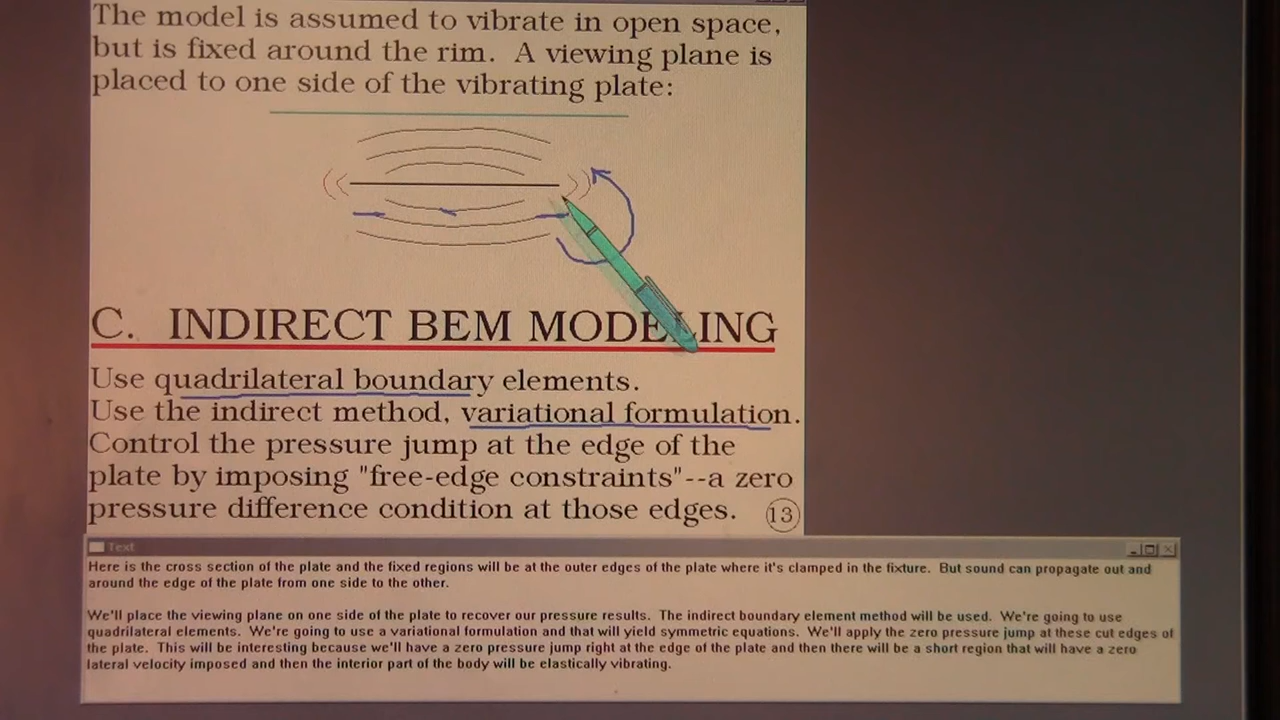 The model is assumed to vibrate in open space,
but is fixed around the rim. A viewing plane is
placed to one side of the vibrating plate:
C. INDIRECT BEM MODELING
Use quadrilateral boundary elements.
Use the indirect method, variational formulation.
Control the pressure jump at the edge of the
plate by imposing "free-edge constraints"--a zero
pressure difference condition at those edges. 13
Text
Here is the cross section of the plate and the fixed regions will be at the outer edges of the plate where it's clamped in the fixture. But sound can propagate out and
around the edge of the plate from one side to the other.
We'll place the viewing plane on one side of the plate to recover our pressure results. The indirect boundary element method will be used. We're going to use
quadrilateral elements. We're going to use a variational formulation and that will yield symmetric equations. We'll apply the zero pressure jump at these cut edges of
the plate. This will be interesting because we'll have a zero pressure jump right at the edge of the plate and then there will be a short region that will have a zero
lateral velocity imposed and then the interior part of the body will be elastically vibrating.